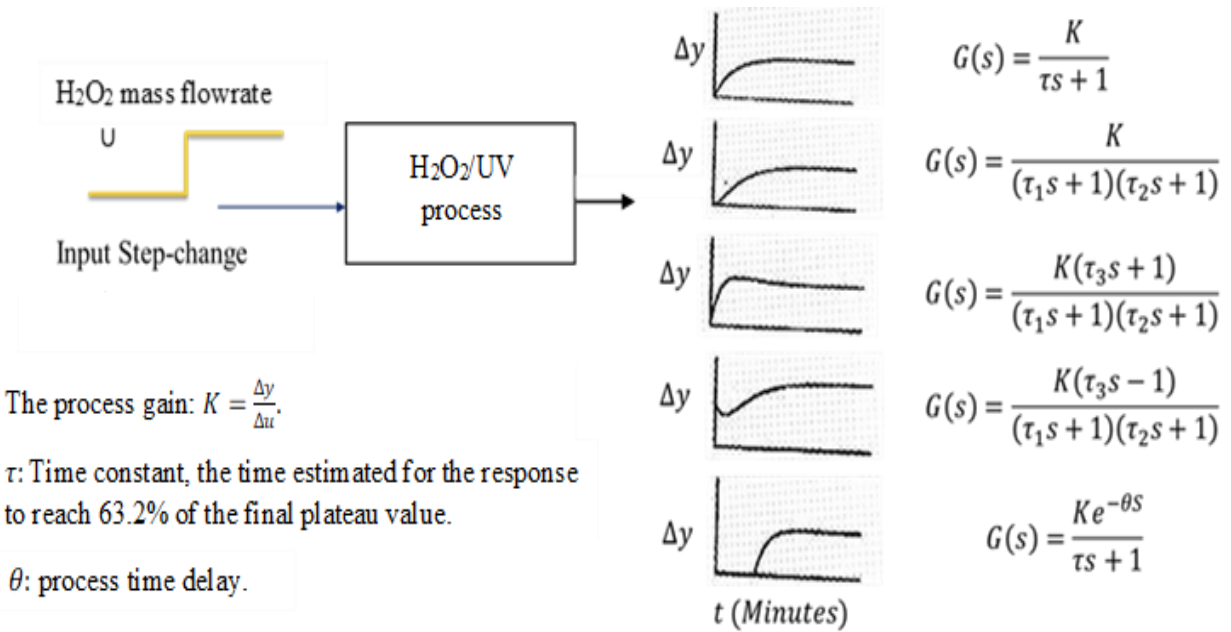 H₂O₂ mass flowrate
U
Input Step-change
H₂O₂/UV
process
The process gain: K = Δy/Δu.
τ: Time constant, the time estimated for the response
to reach 63.2% of the final plateau value.
θ: process time delay.
Δy
G(s) = K/(τs + 1)
Δy
G(s) = K/((τ₁s + 1)(τ₂s + 1))
Δy
G(s) = K(τ₃s + 1)/((τ₁s + 1)(τ₂s + 1))
Δy
G(s) = K(τ₃s − 1)/((τ₁s + 1)(τ₂s + 1))
Δy
G(s) = Ke^(−θS)/(τs + 1)
t (Minutes)